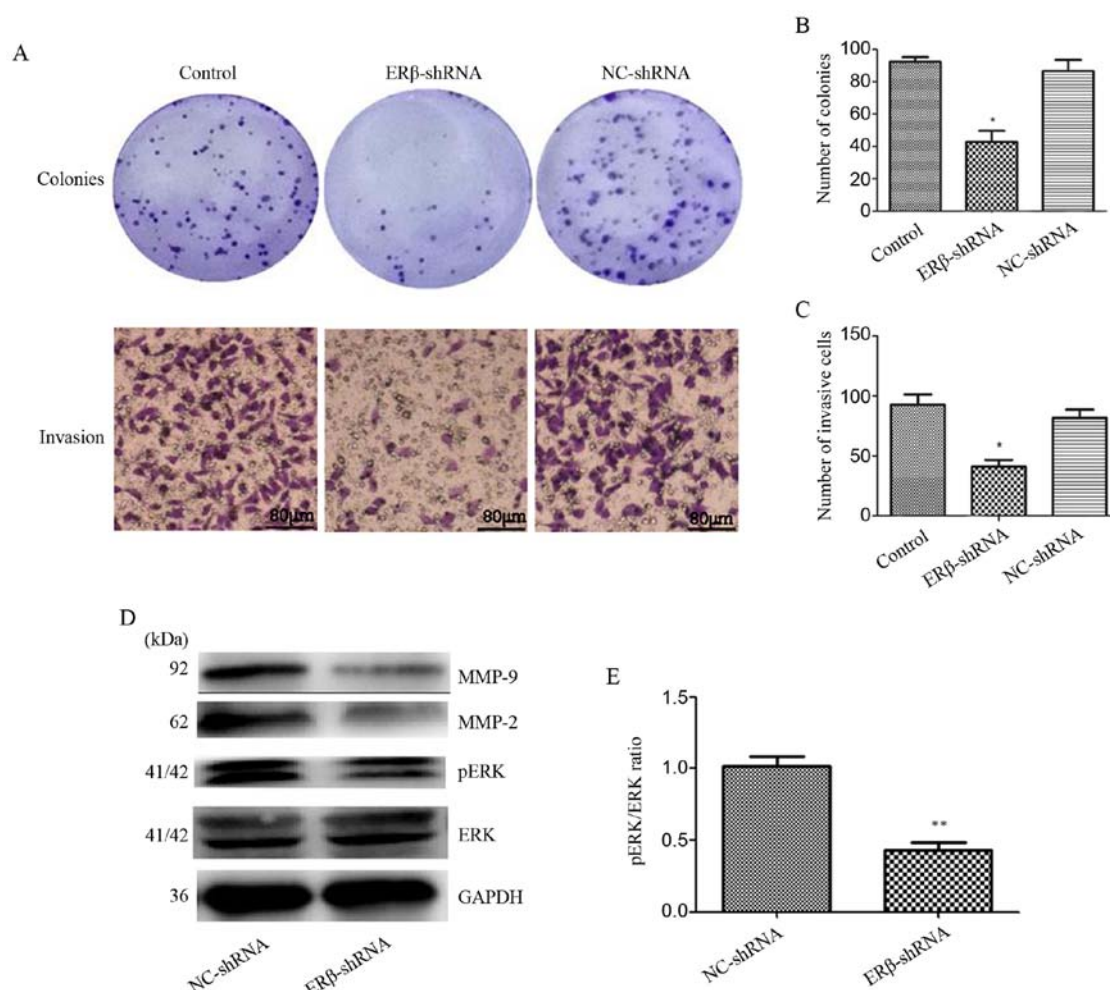 A
Control
ERβ-shRNA
NC-shRNA
Colonies
Invasion
80μm
80μm
80μm
B
Number of colonies
100
80
60
40
20
0
*
Control
ERβ-shRNA
NC-shRNA
C
Number of invasive cells
150
100
50
0
*
Control
ERβ-shRNA
NC-shRNA
D
(kDa)
92
MMP-9
62
MMP-2
41/42
pERK
41/42
ERK
36
GAPDH
NC-shRNA
ERβ-shRNA
E
pERK/ERK ratio
1.5
1.0
0.5
0.0
**
NC-shRNA
ERβ-shRNA